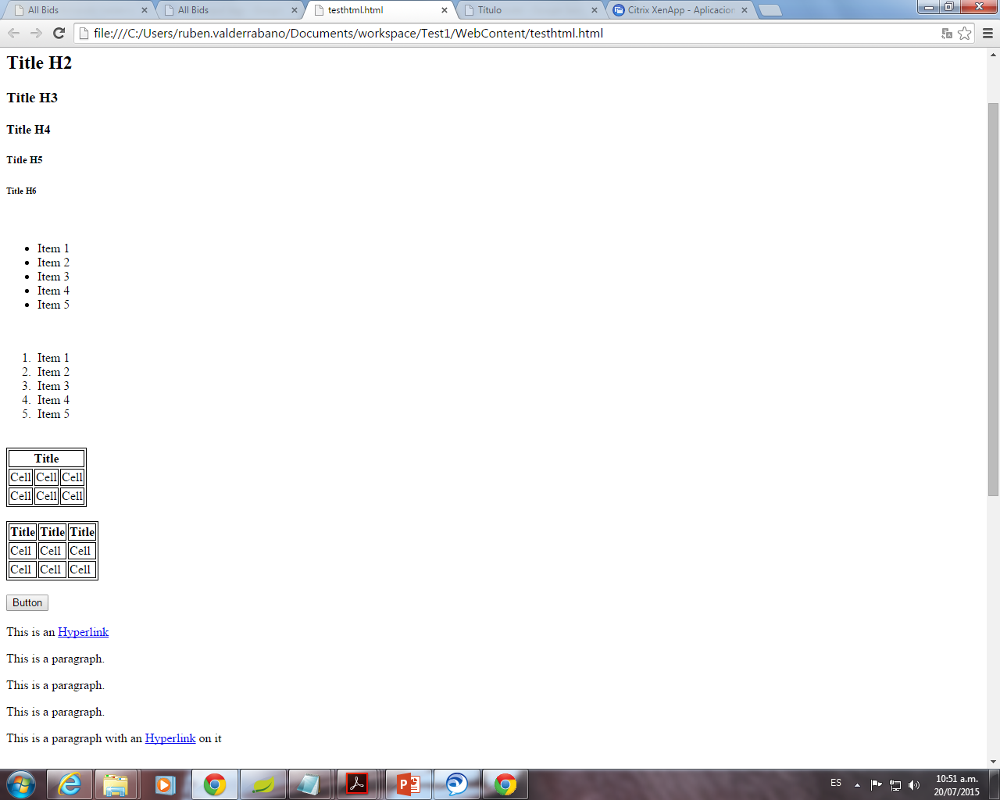 All Bids
All Bids
testhtml.html
Título
Citrix XenApp - Aplicacion
file:///C:/Users/ruben.valderrabano/Documents/workspace/Test1/WebContent/testhtml.html
Title H2
Title H3
Title H4
Title H5
Title H6
Item 1
Item 2
Item 3
Item 4
Item 5
1. Item 1
2. Item 2
3. Item 3
4. Item 4
5. Item 5
Title
Cell Cell Cell
Cell Cell Cell
Title Title Title
Cell Cell Cell
Cell Cell Cell
Button
This is an Hyperlink
This is a paragraph.
This is a paragraph.
This is a paragraph.
This is a paragraph with an Hyperlink on it
ES
10:51 a.m.
20/07/2015